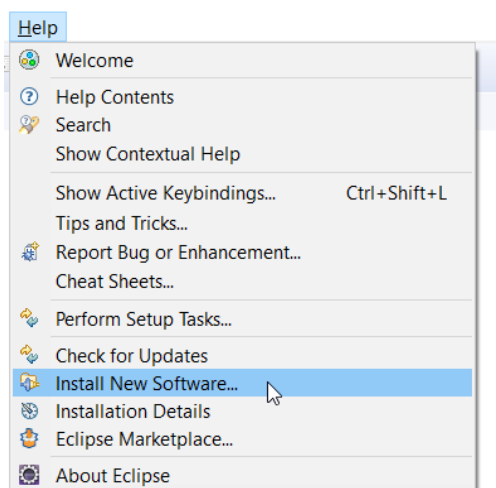 Help
Welcome
Help Contents
Search
Show Contextual Help
Show Active Keybindings... Ctrl+Shift+L
Tips and Tricks...
Report Bug or Enhancement...
Cheat Sheets...
Perform Setup Tasks...
Check for Updates
Install New Software...
Installation Details
Eclipse Marketplace...
About Eclipse